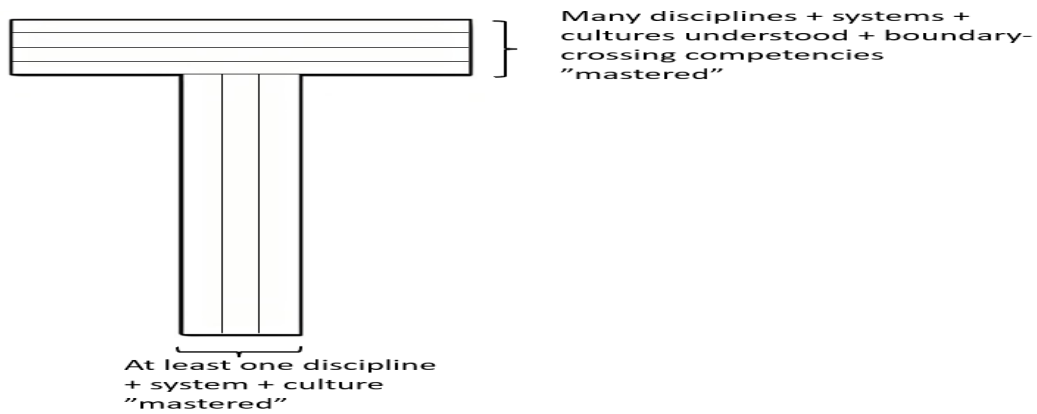 Many disciplines + systems +
cultures understood + boundary-
crossing competencies
”mastered”
At least one discipline
+ system + culture
”mastered”